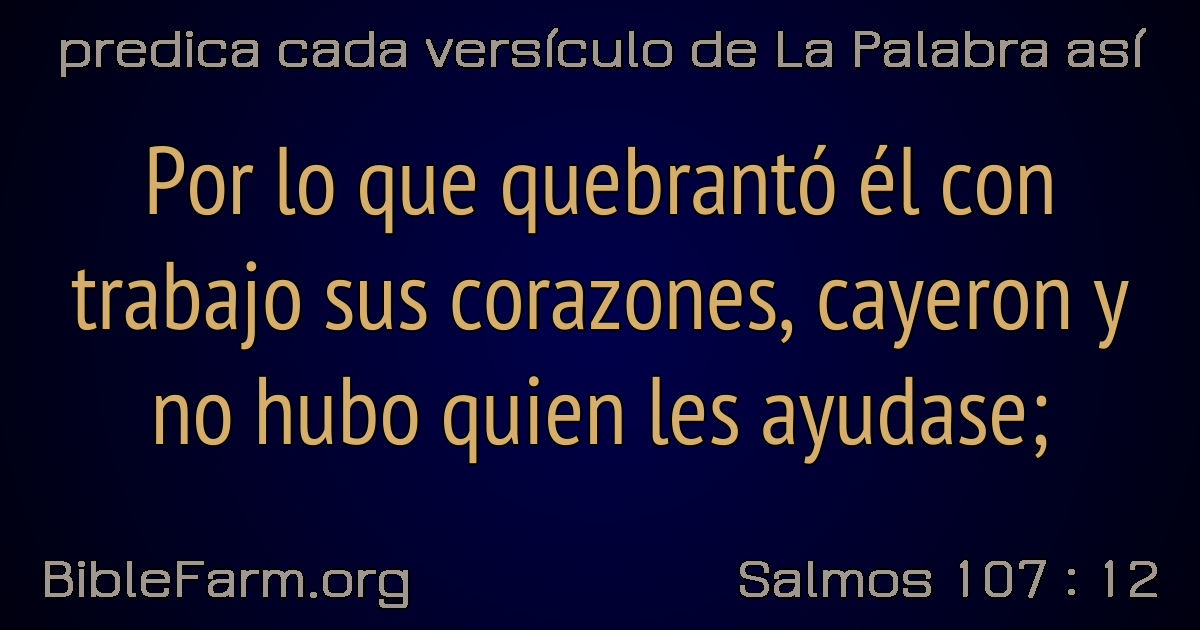 predica cada versículo de La Palabra así
Por lo que quebrantó él con
trabajo sus corazones, cayeron y
no hubo quien les ayudase;
BibleFarm.org
Salmos 107 : 12